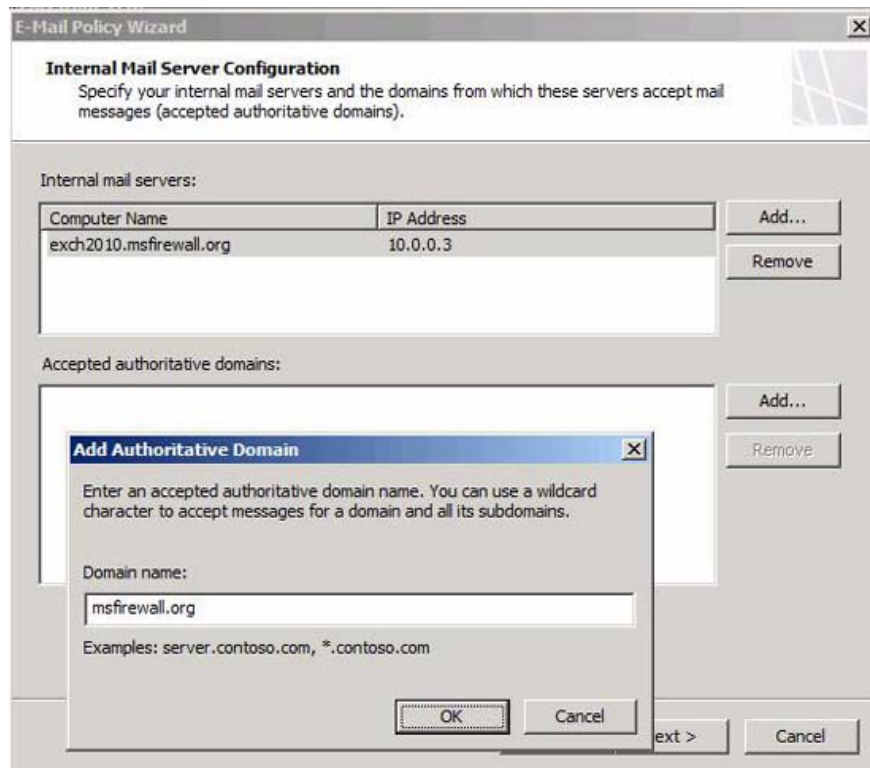 E-Mail Policy Wizard
Internal Mail Server Configuration
Specify your internal mail servers and the domains from which these servers accept mail
messages (accepted authoritative domains).
Internal mail servers:
Computer Name IP Address
exch2010.msfirewall.org 10.0.0.3
Add...
Remove
Accepted authoritative domains:
Add...
Remove
Add Authoritative Domain
Enter an accepted authoritative domain name. You can use a wildcard
character to accept messages for a domain and all its subdomains.
Domain name:
msfirewall.org
Examples: server.contoso.com, *.contoso.com
OK Cancel
ext > Cancel